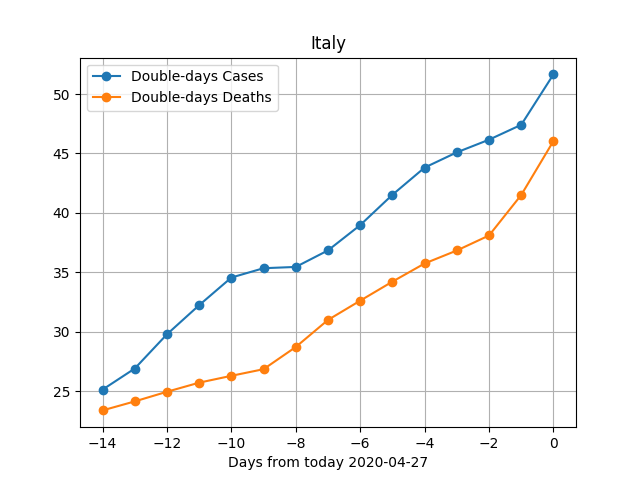 Italy
Double-days Cases
Double-days Deaths
50
45
40
35
30
25
−14 −12 −10 −8 −6 −4 −2 0
Days from today 2020-04-27